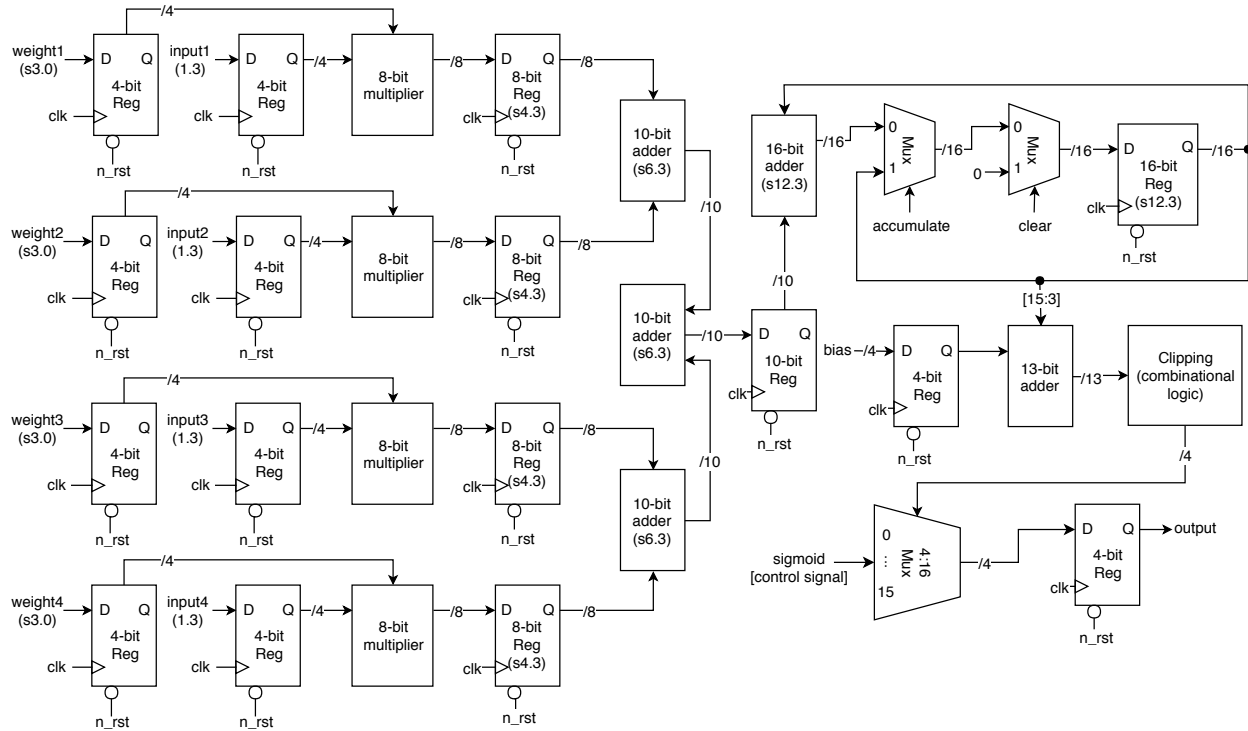 /4
weight1
(s3.0)
D
Q
4-bit
Reg
clk
n_rst
input1
(1.3)
D
Q
4-bit
Reg
clk
n_rst
/4
8-bit
multiplier
/8
D
Q
8-bit
Reg
(s4.3)
clk
n_rst
/8
10-bit
adder
(s6.3)
/10
/4
weight2
(s3.0)
D
Q
4-bit
Reg
clk
n_rst
input2
(1.3)
D
Q
4-bit
Reg
clk
n_rst
/4
8-bit
multiplier
/8
D
Q
8-bit
Reg
(s4.3)
clk
n_rst
/8
10-bit
adder
(s6.3)
/10
/4
weight3
(s3.0)
D
Q
4-bit
Reg
clk
n_rst
input3
(1.3)
D
Q
4-bit
Reg
clk
n_rst
/4
8-bit
multiplier
/8
D
Q
8-bit
Reg
(s4.3)
clk
n_rst
/8
10-bit
adder
(s6.3)
/10
/4
weight4
(s3.0)
D
Q
4-bit
Reg
clk
n_rst
input4
(1.3)
D
Q
4-bit
Reg
clk
n_rst
/4
8-bit
multiplier
/8
D
Q
8-bit
Reg
(s4.3)
clk
n_rst
/8
16-bit
adder
(s12.3)
/16
0
1
Mux
accumulate
/16
0
0
1
Mux
clear
/16
D
Q
16-bit
Reg
(s12.3)
clk
n_rst
/16
/10
D
Q
10-bit
Reg
clk
n_rst
[15:3]
bias
/4
D
Q
4-bit
Reg
clk
n_rst
13-bit
adder
/13
Clipping
(combinational
logic)
/4
sigmoid
[control signal]
0
...
15
4:16
Mux
/4
D
Q
4-bit
Reg
clk
n_rst
output